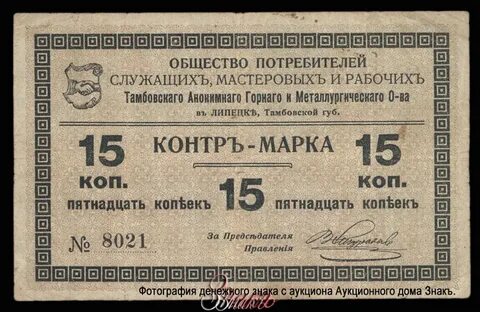 ОБЩЕСТВО ПОТРЕБИТЕЛЕЙ
СЛУЖАЩИХЪ, МАСТЕРОВЫХЪ И РАБОЧИХЪ
Тамбовскаго Анонимнаго Горнаго и Металлургическаго О-ва
въ ЛИПЕЦКѢ, Тамбовской губ.
15 КОНТРЪ-МАРКА 15
КОП. 15 КОП.
пятнадцать копѣекъ пятнадцать копѣекъ
№ 8021
За Предсѣдателя
Правленія
Фотография денежного знака с аукциона Аукционного дома Знакъ.
Знакъ